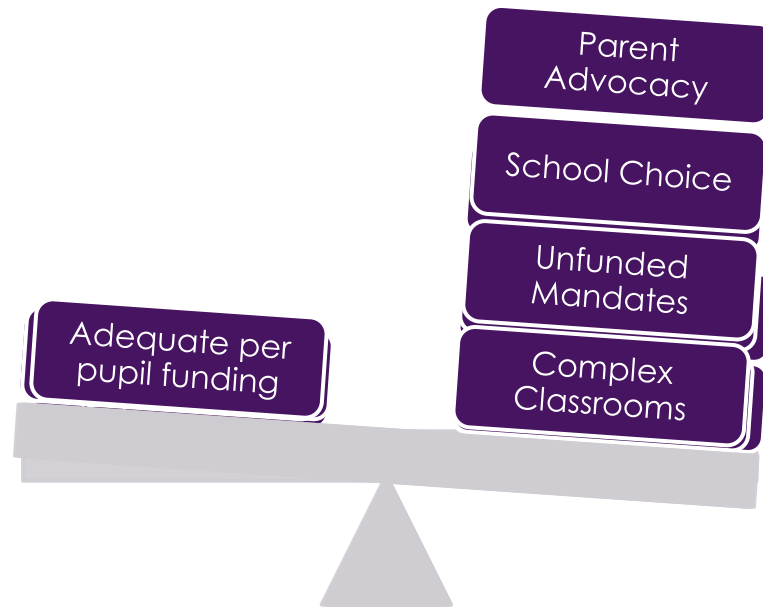 Parent
Advocacy
School Choice
Unfunded
Mandates
Adequate per
pupil funding
Complex
Classrooms